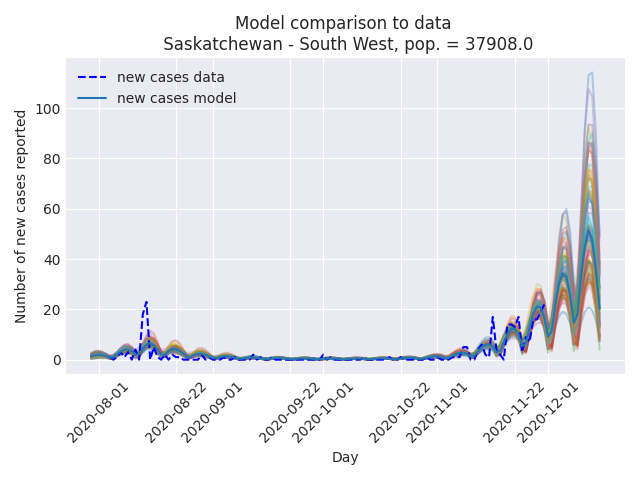 Model comparison to data
Saskatchewan - South West, pop. = 37908.0
new cases data
new cases model
Number of new cases reported
100
80
60
40
20
0
2020-08-01
2020-08-22
2020-09-01
2020-09-22
2020-10-01
2020-10-22
2020-11-01
2020-11-22
2020-12-01
Day